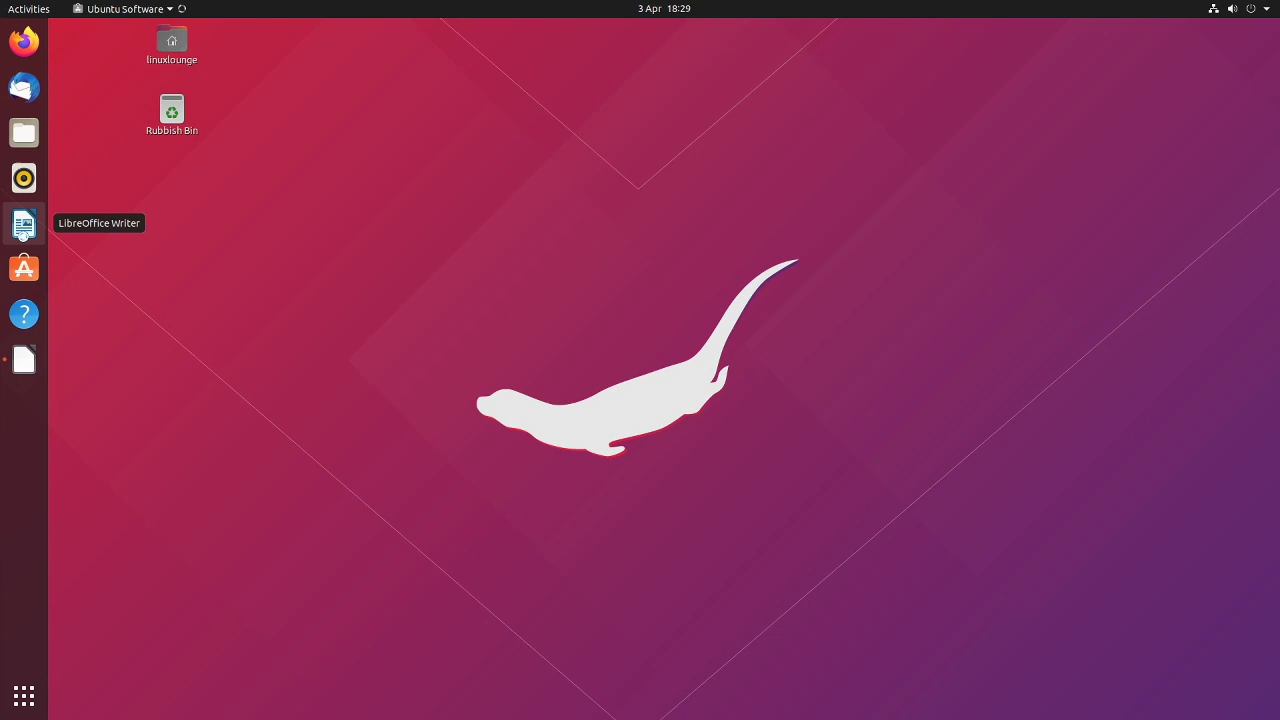 Activities
Ubuntu Software
3 Apr 18:29
linuxlounge
Rubbish Bin
LibreOffice Writer